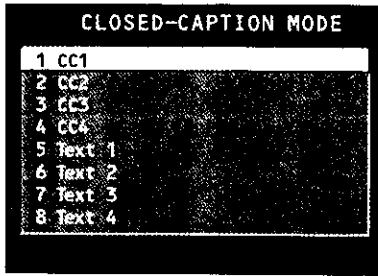 CLOSED-CAPTION MODE
1 CC1
2 CC2
3 CC3
4 CC4
5 Text 1
6 Text 2
7 Text 3
8 Text 4